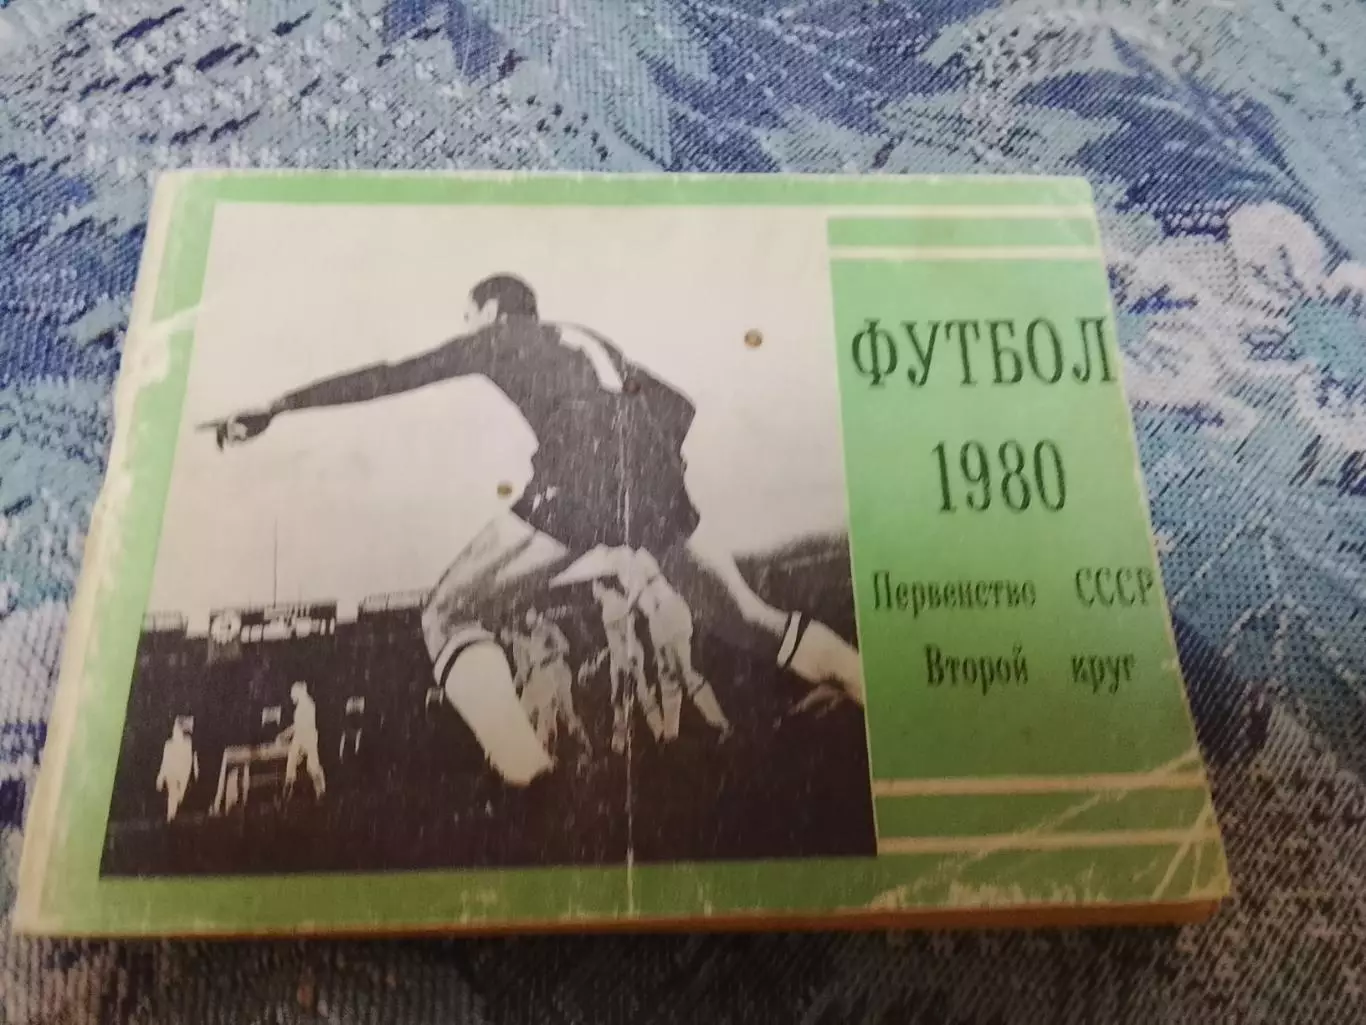 ФУТБОЛ
1980
Первенство СССР
Второй круг